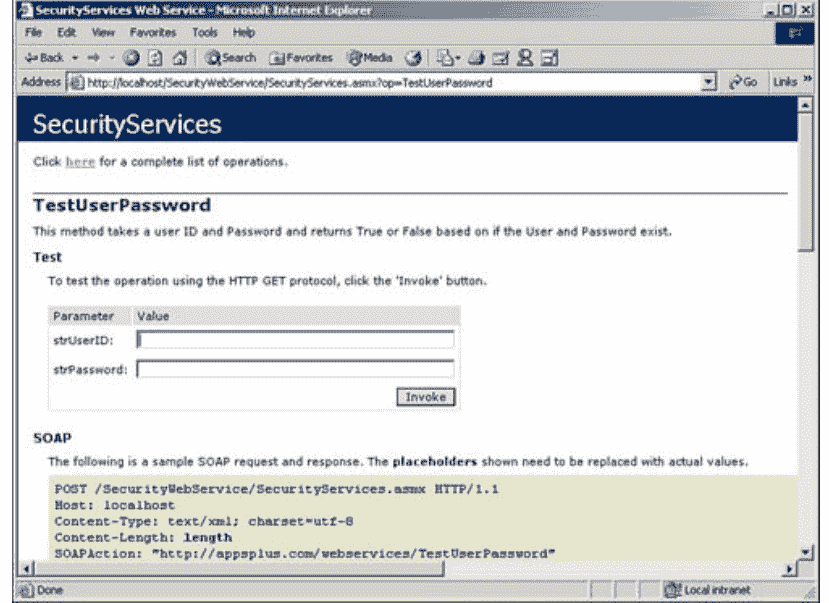 SecurityServices Web Service - Microsoft Internet Explorer
File Edit View Favorites Tools Help
Back Search Favorites Media
Address http://localhost/SecurityWebService/SecurityServices.asmx?op=TestUserPassword Go Links »
SecurityServices
Click here for a complete list of operations.
TestUserPassword
This method takes a user ID and Password and returns True or False based on if the User and Password exist.
Test
To test the operation using the HTTP GET protocol, click the 'Invoke' button.
Parameter Value
strUserID:
strPassword:
Invoke
SOAP
The following is a sample SOAP request and response. The placeholders shown need to be replaced with actual values.
POST /SecurityWebService/SecurityServices.asmx HTTP/1.1
Host: localhost
Content-Type: text/xml; charset=utf-8
Content-Length: length
SOAPAction: "http://appsplus.com/webservices/TestUserPassword"
Done Local intranet